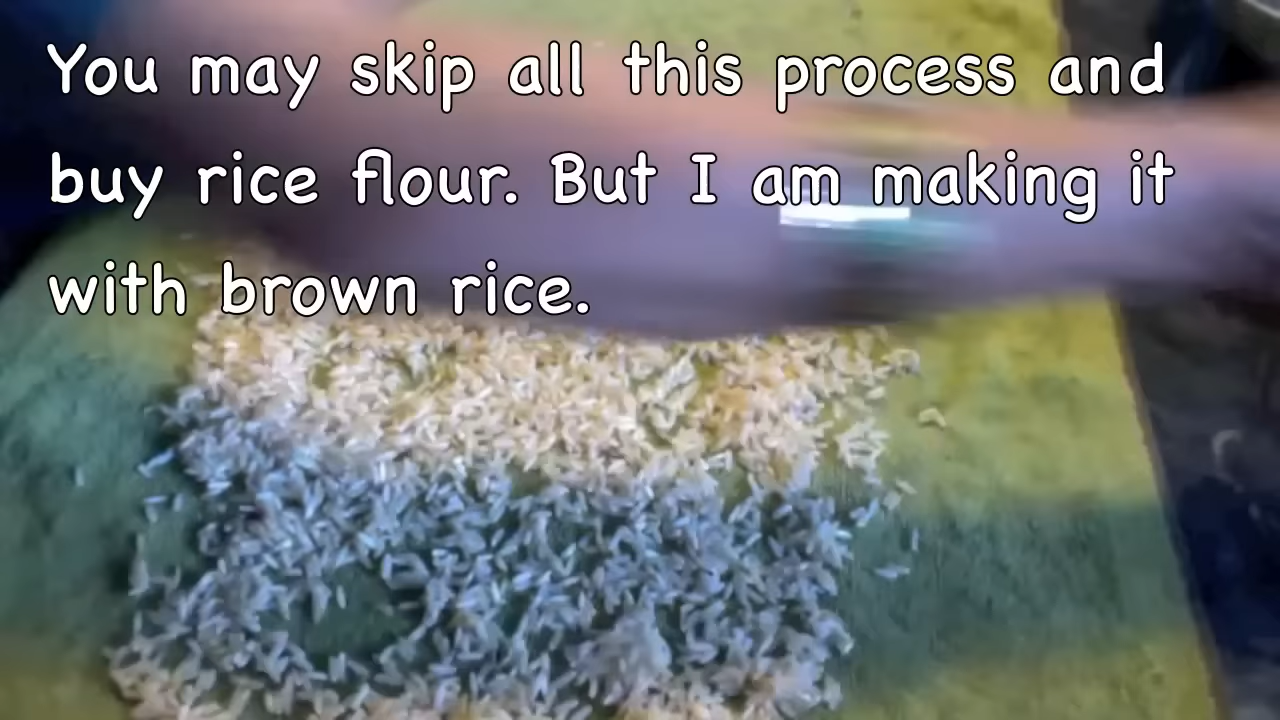 You may skip all this process and
buy rice flour. But I am making it
with brown rice.